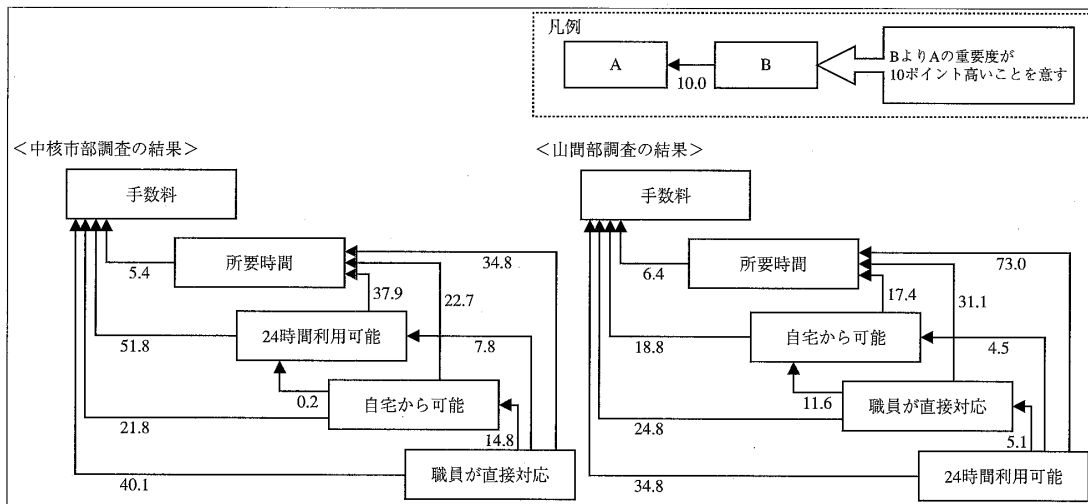 凡例
A
10.0
B
BよりAの重要度が
10ポイント高いことを意す
＜中核市部調査の結果＞
手数料
所要時間
5.4
34.8
37.9
22.7
24時間利用可能
51.8
7.8
0.2
自宅から可能
21.8
14.8
職員が直接対応
40.1
＜山間部調査の結果＞
手数料
所要時間
6.4
73.0
17.4
31.1
自宅から可能
18.8
4.5
11.6
職員が直接対応
24.8
5.1
24時間利用可能
34.8